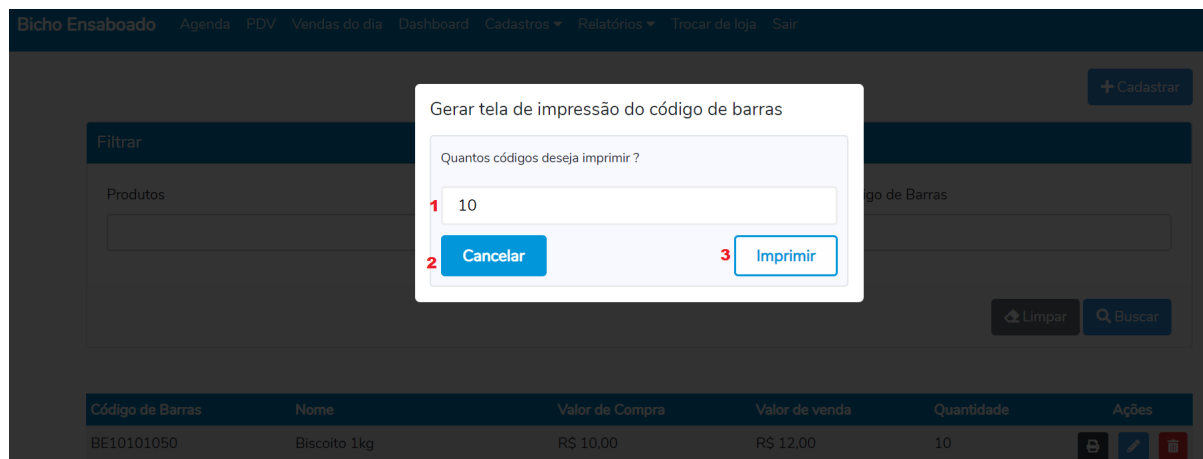 Bicho Ensaboado Agenda PDV Vendas do dia Dashboard Cadastros Relatórios Trocar de loja Sair
+ Cadastrar
Gerar tela de impressão do código de barras
Filtrar
Quantos códigos deseja imprimir ?
Produtos igo de Barras
1 10
2 Cancelar 3 Imprimir
Limpar Buscar
Código de Barras Nome Valor de Compra Valor de venda Quantidade Ações
BE10101050 Biscoito 1kg R$ 10,00 R$ 12,00 10